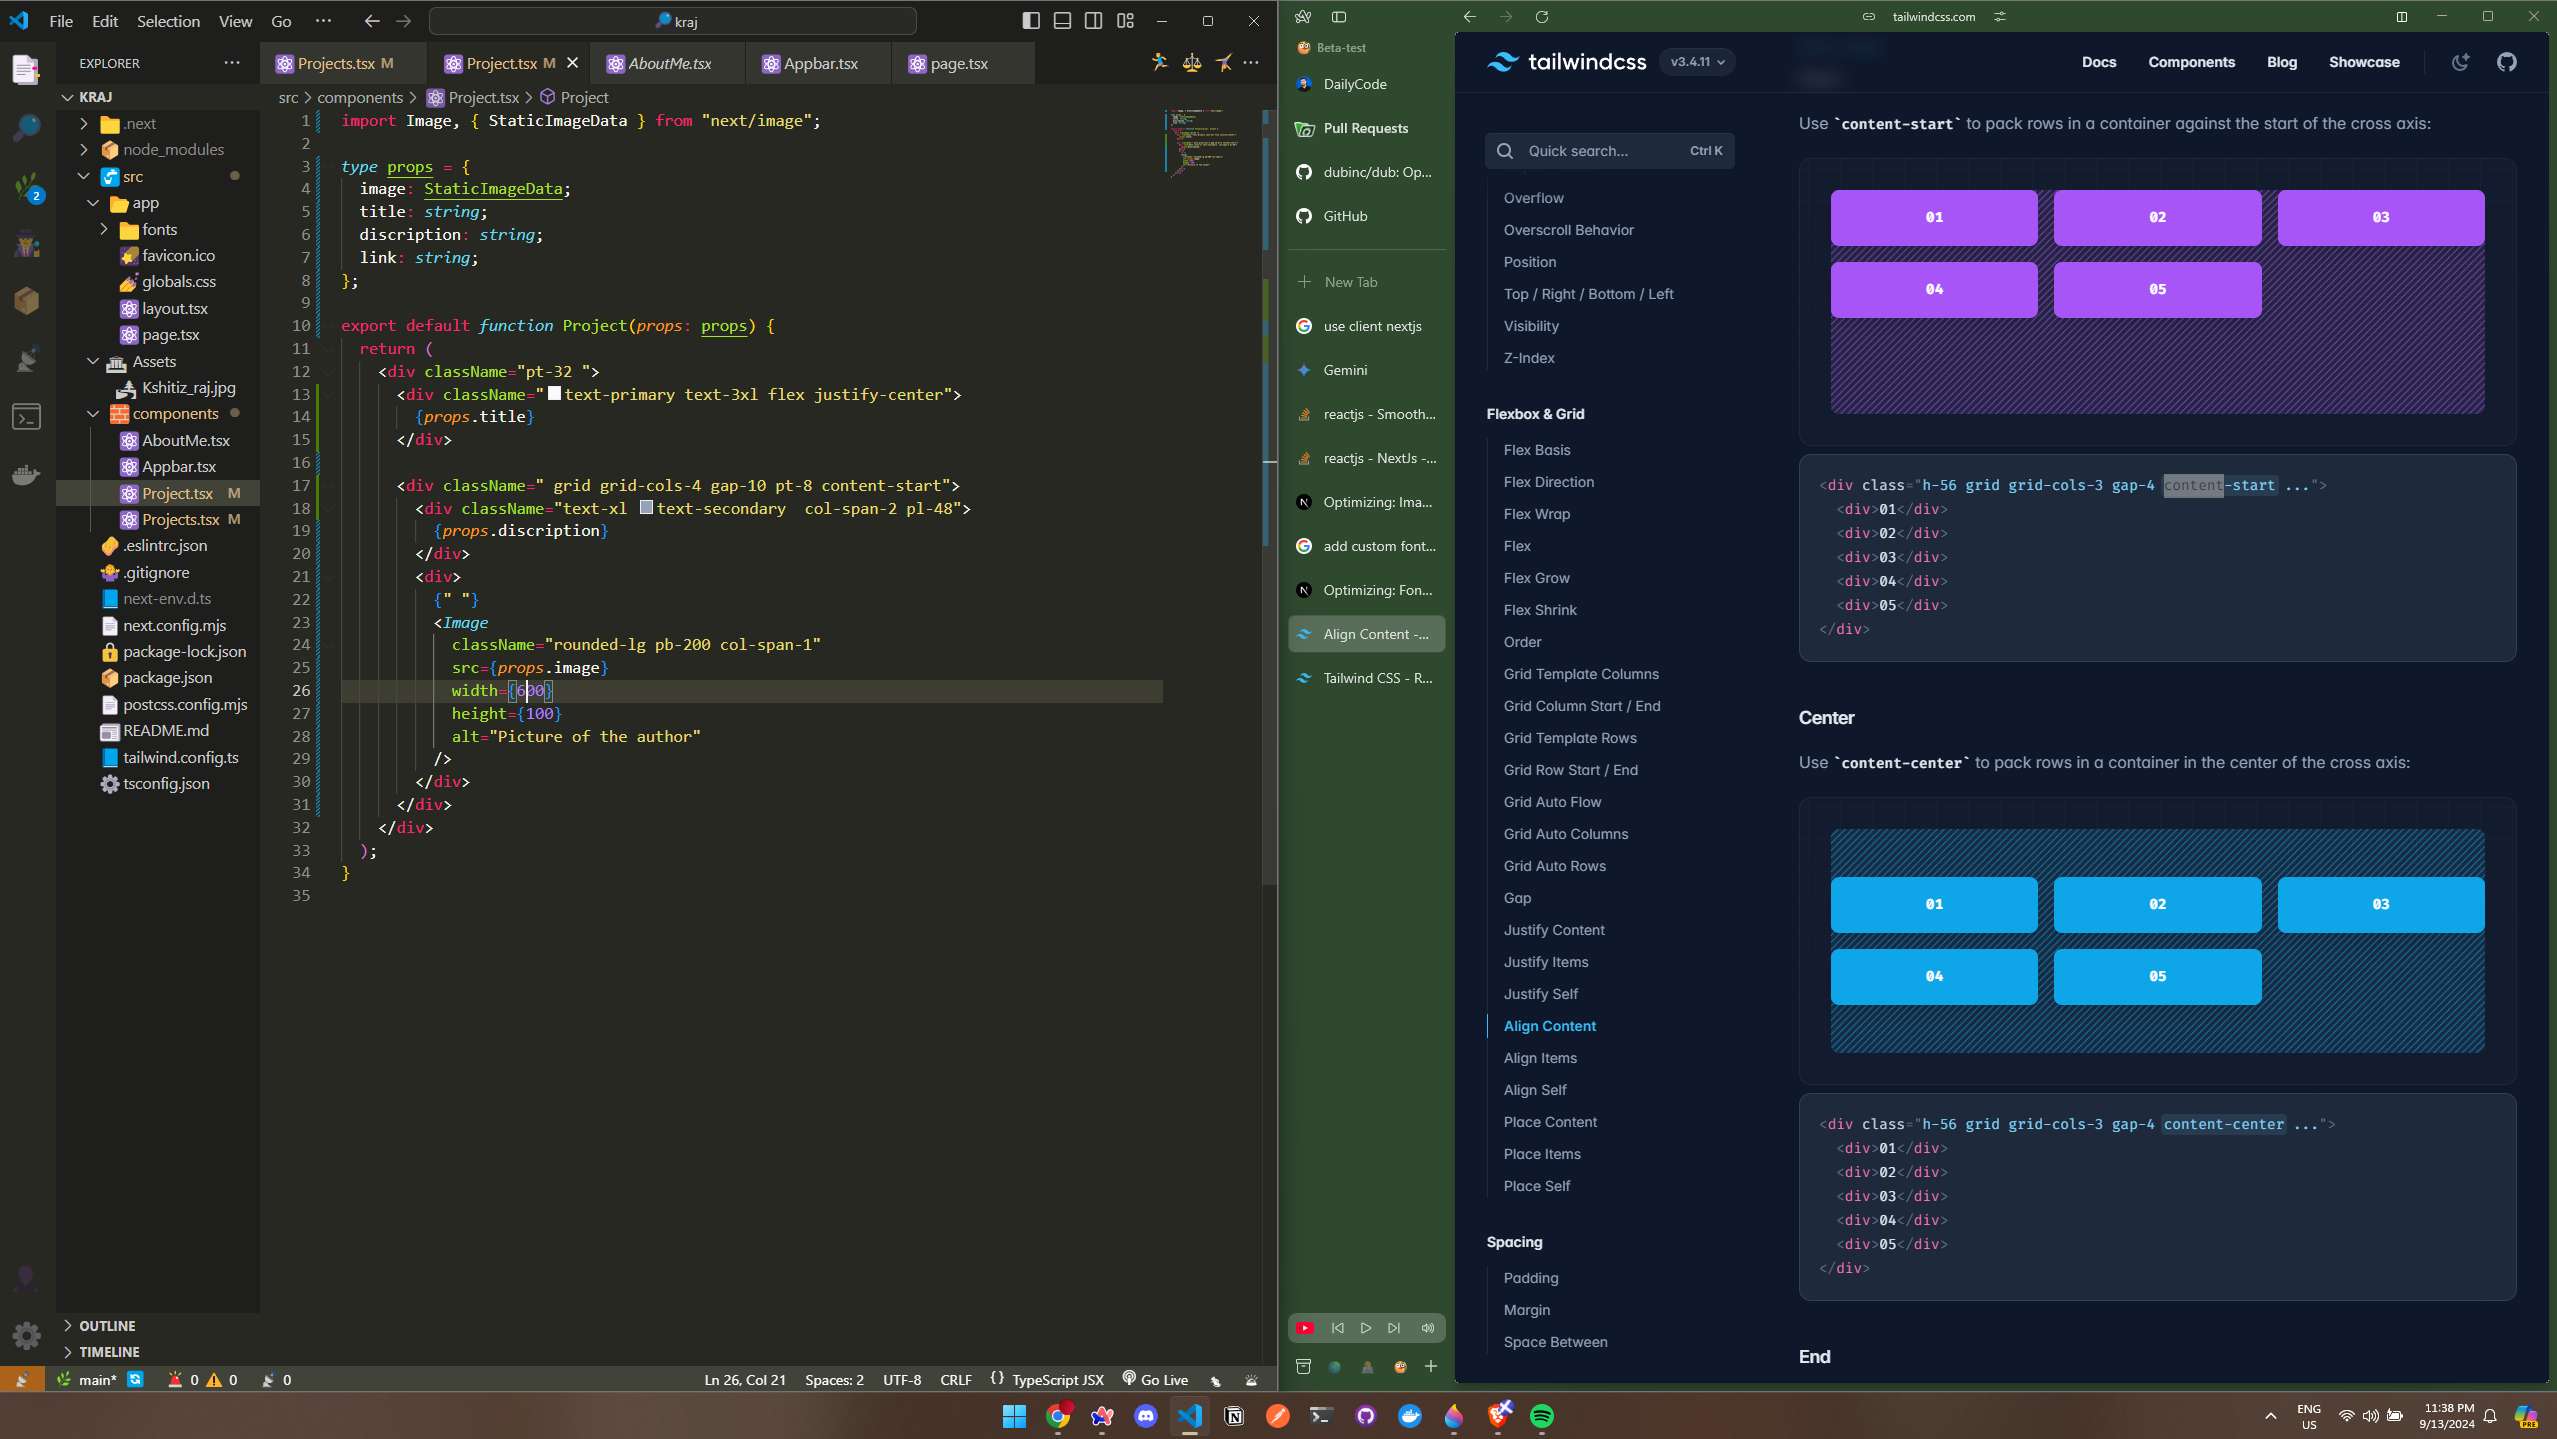 File Edit Selection View Go ··· kraj
EXPLORER ···
KRAJ
.next
node_modules
src
app
fonts
favicon.ico
globals.css
layout.tsx
page.tsx
Assets
Kshitiz_raj.jpg
components
AboutMe.tsx
Appbar.tsx
Project.tsx M
Projects.tsx M
.eslintrc.json
.gitignore
next-env.d.ts
next.config.mjs
package-lock.json
package.json
postcss.config.mjs
README.md
tailwind.config.ts
tsconfig.json
OUTLINE
TIMELINE
2
Projects.tsx M Project.tsx M AboutMe.tsx Appbar.tsx page.tsx ···
src > components > Project.tsx > Project
1 import Image, { StaticImageData } from "next/image";
2
3 type props = {
4 image: StaticImageData;
5 title: string;
6 discription: string;
7 link: string;
8 };
9
10 export default function Project(props: props) {
11 return (
12 <div className="pt-32 ">
13 <div className="text-primary text-3xl flex justify-center">
14 {props.title}
15 </div>
16
17 <div className=" grid grid-cols-4 gap-10 pt-8 content-start">
18 <div className="text-xl text-secondary  col-span-2 pl-48">
19 {props.discription}
20 </div>
21 <div>
22 {" "}
23 <Image
24 className="rounded-lg pb-200 col-span-1"
25 src={props.image}
26 width={600}
27 height={100}
28 alt="Picture of the author"
29 />
30 </div>
31 </div>
32 </div>
33 );
34 }
35
main* 0 0 0 Ln 26, Col 21 Spaces: 2 UTF-8 CRLF {} TypeScript JSX Go Live
tailwindcss.com
Beta-test
DailyCode
Pull Requests
dubinc/dub: Op...
GitHub
New Tab
use client nextjs
Gemini
reactjs - Smooth...
reactjs - NextJs -...
Optimizing: Ima...
add custom font...
Optimizing: Fon...
Align Content -...
Tailwind CSS - R...
tailwindcss v3.4.11 Docs Components Blog Showcase
Quick search... Ctrl K
Overflow
Overscroll Behavior
Position
Top / Right / Bottom / Left
Visibility
Z-Index
Flexbox & Grid
Flex Basis
Flex Direction
Flex Wrap
Flex
Flex Grow
Flex Shrink
Order
Grid Template Columns
Grid Column Start / End
Grid Template Rows
Grid Row Start / End
Grid Auto Flow
Grid Auto Columns
Grid Auto Rows
Gap
Justify Content
Justify Items
Justify Self
Align Content
Align Items
Align Self
Place Content
Place Items
Place Self
Spacing
Padding
Margin
Space Between
Use `content-start` to pack rows in a container against the start of the cross axis:
01 02 03
04 05
<div class="h-56 grid grid-cols-3 gap-4 content-start ...">
<div>01</div>
<div>02</div>
<div>03</div>
<div>04</div>
<div>05</div>
</div>
Center
Use `content-center` to pack rows in a container in the center of the cross axis:
01 02 03
04 05
<div class="h-56 grid grid-cols-3 gap-4 content-center ...">
<div>01</div>
<div>02</div>
<div>03</div>
<div>04</div>
<div>05</div>
</div>
End
ENG
US
11:38 PM
9/13/2024
PRE